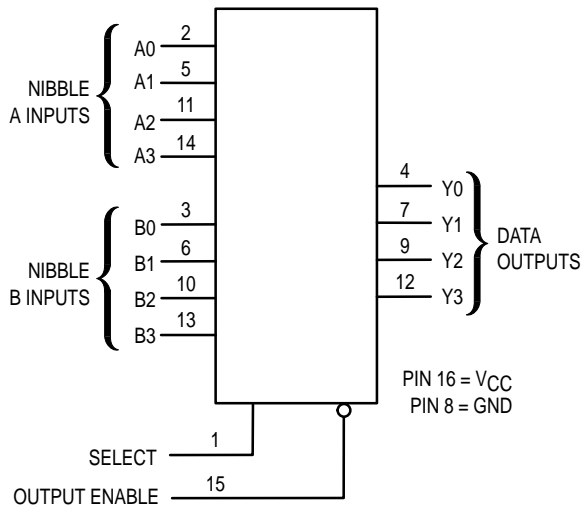 NIBBLE
A INPUTS
A0 2
A1 5
A2 11
A3 14
NIBBLE
B INPUTS
B0 3
B1 6
B2 10
B3 13
4 Y0
7 Y1
9 Y2
12 Y3
DATA
OUTPUTS
PIN 16 = VCC
PIN 8 = GND
SELECT 1
OUTPUT ENABLE 15